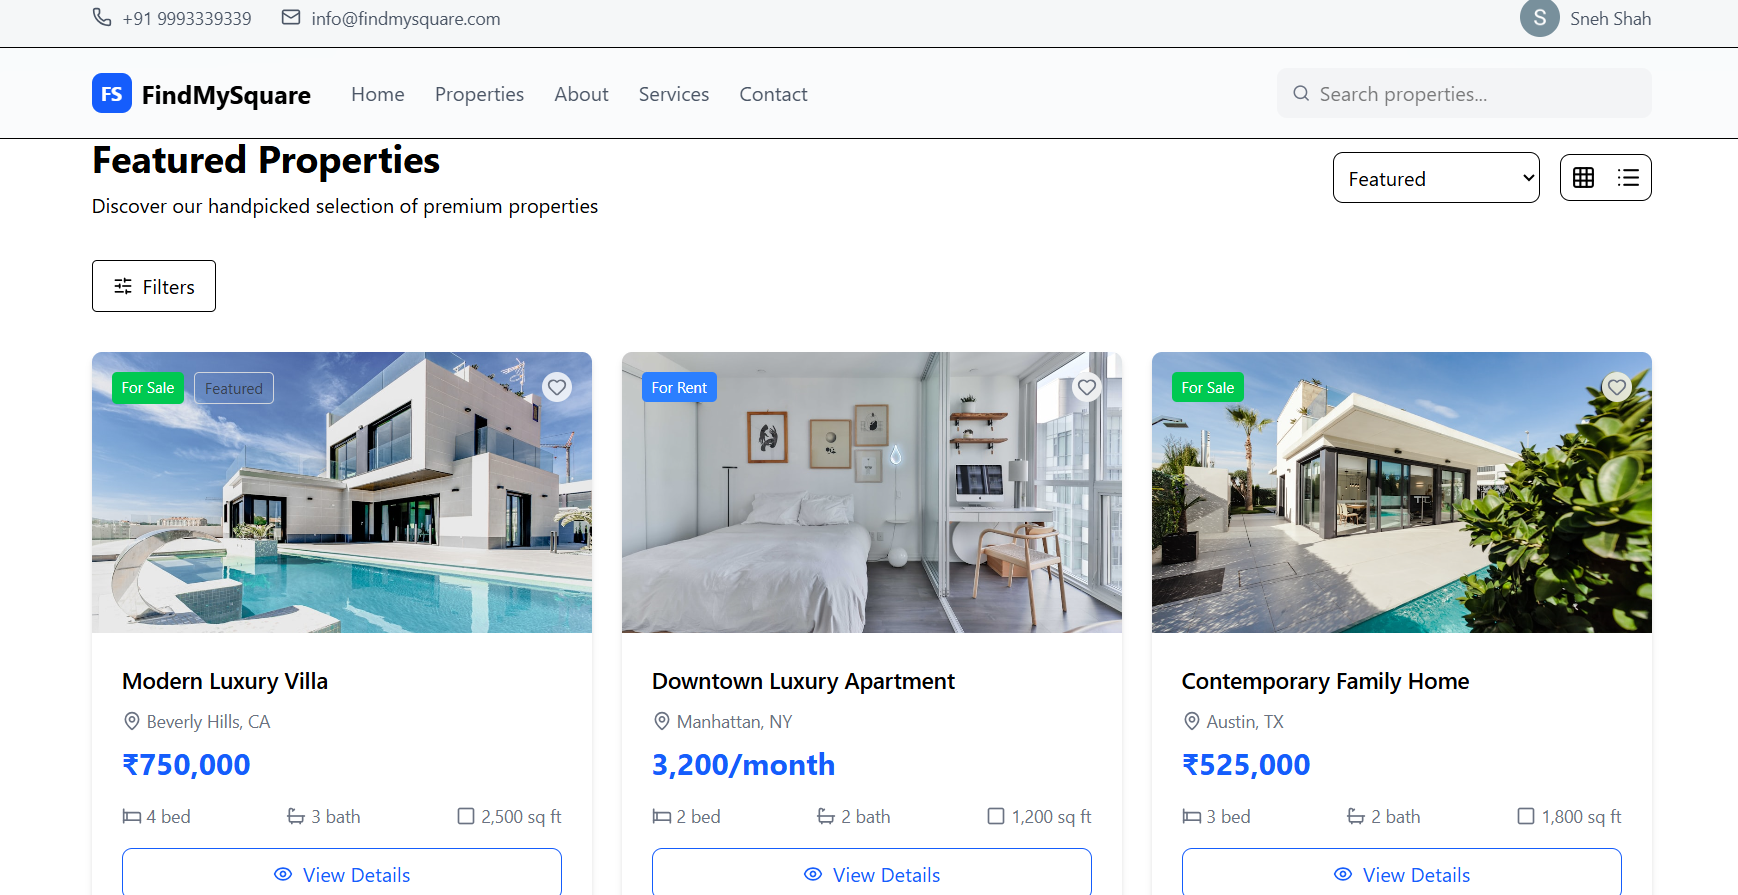 +91 9993339339 info@findmysquare.com Sneh Shah
S
FS FindMySquare Home Properties About Services Contact Search properties...
Featured Properties
Discover our handpicked selection of premium properties
Featured
Filters
For Sale Featured
Modern Luxury Villa
Beverly Hills, CA
₹750,000
4 bed 3 bath 2,500 sq ft
View Details
For Rent
Downtown Luxury Apartment
Manhattan, NY
3,200/month
2 bed 2 bath 1,200 sq ft
View Details
For Sale
Contemporary Family Home
Austin, TX
₹525,000
3 bed 2 bath 1,800 sq ft
View Details